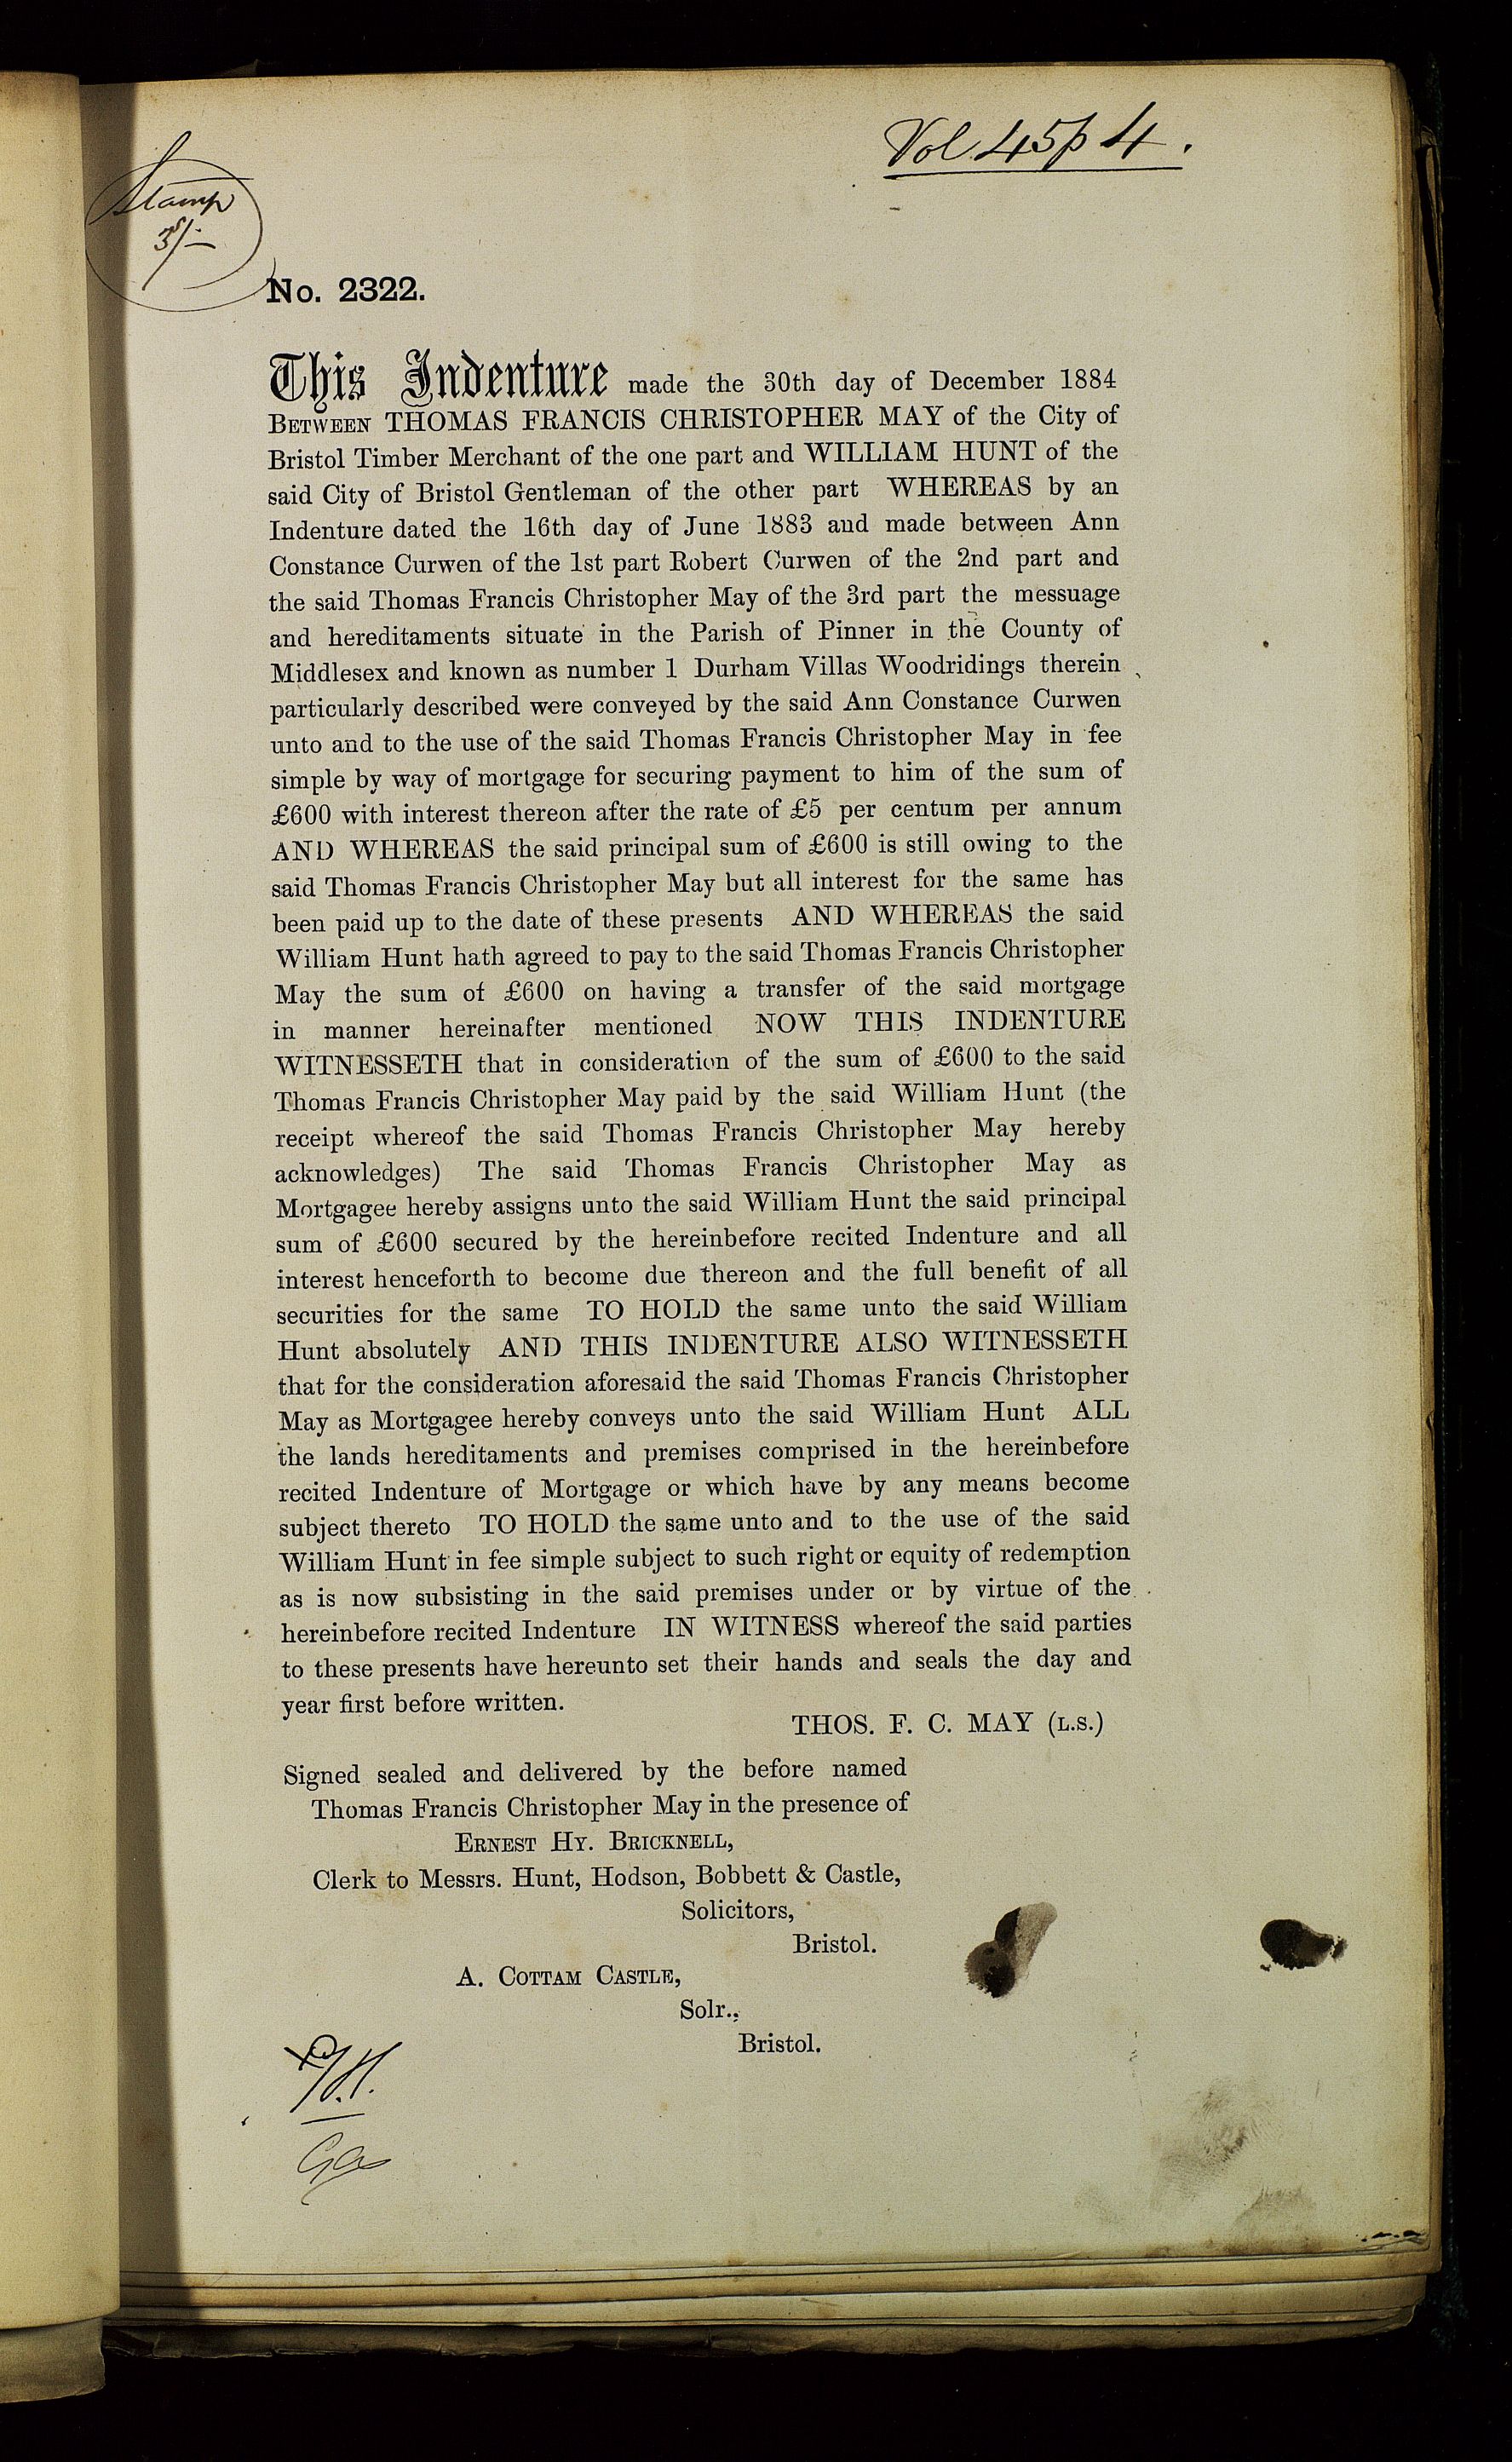 Vol 45 p 4.
Stamp
3/-
No. 2322.
This Indenture made the 30th day of December 1884
BETWEEN THOMAS FRANCIS CHRISTOPHER MAY of the City of
Bristol Timber Merchant of the one part and WILLIAM HUNT of the
said City of Bristol Gentleman of the other part WHEREAS by an
Indenture dated the 16th day of June 1883 and made between Ann
Constance Curwen of the 1st part Robert Curwen of the 2nd part and
the said Thomas Francis Christopher May of the 3rd part the messuage
and hereditaments situate in the Parish of Pinner in the County of
Middlesex and known as number 1 Durham Villas Woodridings therein
particularly described were conveyed by the said Ann Constance Curwen
unto and to the use of the said Thomas Francis Christopher May in fee
simple by way of mortgage for securing payment to him of the sum of
£600 with interest thereon after the rate of £5 per centum per annum
AND WHEREAS the said principal sum of £600 is still owing to the
said Thomas Francis Christopher May but all interest for the same has
been paid up to the date of these presents AND WHEREAS the said
William Hunt hath agreed to pay to the said Thomas Francis Christopher
May the sum of £600 on having a transfer of the said mortgage
in manner hereinafter mentioned NOW THIS INDENTURE
WITNESSETH that in consideration of the sum of £600 to the said
Thomas Francis Christopher May paid by the said William Hunt (the
receipt whereof the said Thomas Francis Christopher May hereby
acknowledges) The said Thomas Francis Christopher May as
Mortgagee hereby assigns unto the said William Hunt the said principal
sum of £600 secured by the hereinbefore recited Indenture and all
interest henceforth to become due thereon and the full benefit of all
securities for the same TO HOLD the same unto the said William
Hunt absolutely AND THIS INDENTURE ALSO WITNESSETH
that for the consideration aforesaid the said Thomas Francis Christopher
May as Mortgagee hereby conveys unto the said William Hunt ALL
the lands hereditaments and premises comprised in the hereinbefore
recited Indenture of Mortgage or which have by any means become
subject thereto TO HOLD the same unto and to the use of the said
William Hunt in fee simple subject to such right or equity of redemption
as is now subsisting in the said premises under or by virtue of the
hereinbefore recited Indenture IN WITNESS whereof the said parties
to these presents have hereunto set their hands and seals the day and
year first before written.
THOS. F. C. MAY (L.S.)
Signed sealed and delivered by the before named
Thomas Francis Christopher May in the presence of
ERNEST HY. BRICKNELL,
Clerk to Messrs. Hunt, Hodson, Bobbett & Castle,
Solicitors,
Bristol.
A. COTTAM CASTLE,
Solr.,
Bristol.